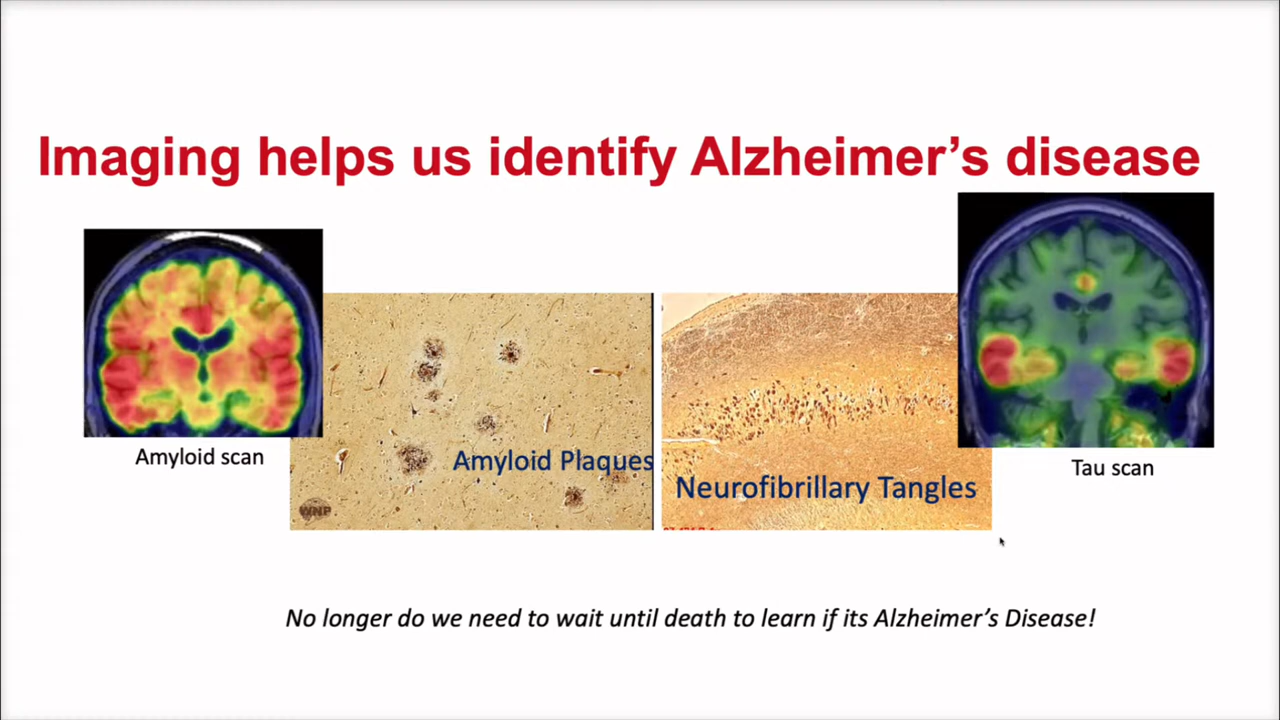 Imaging helps us identify Alzheimer's disease
Amyloid scan
Amyloid Plaques
WNP
Neurofibrillary Tangles
Tau scan
No longer do we need to wait until death to learn if its Alzheimer's Disease!